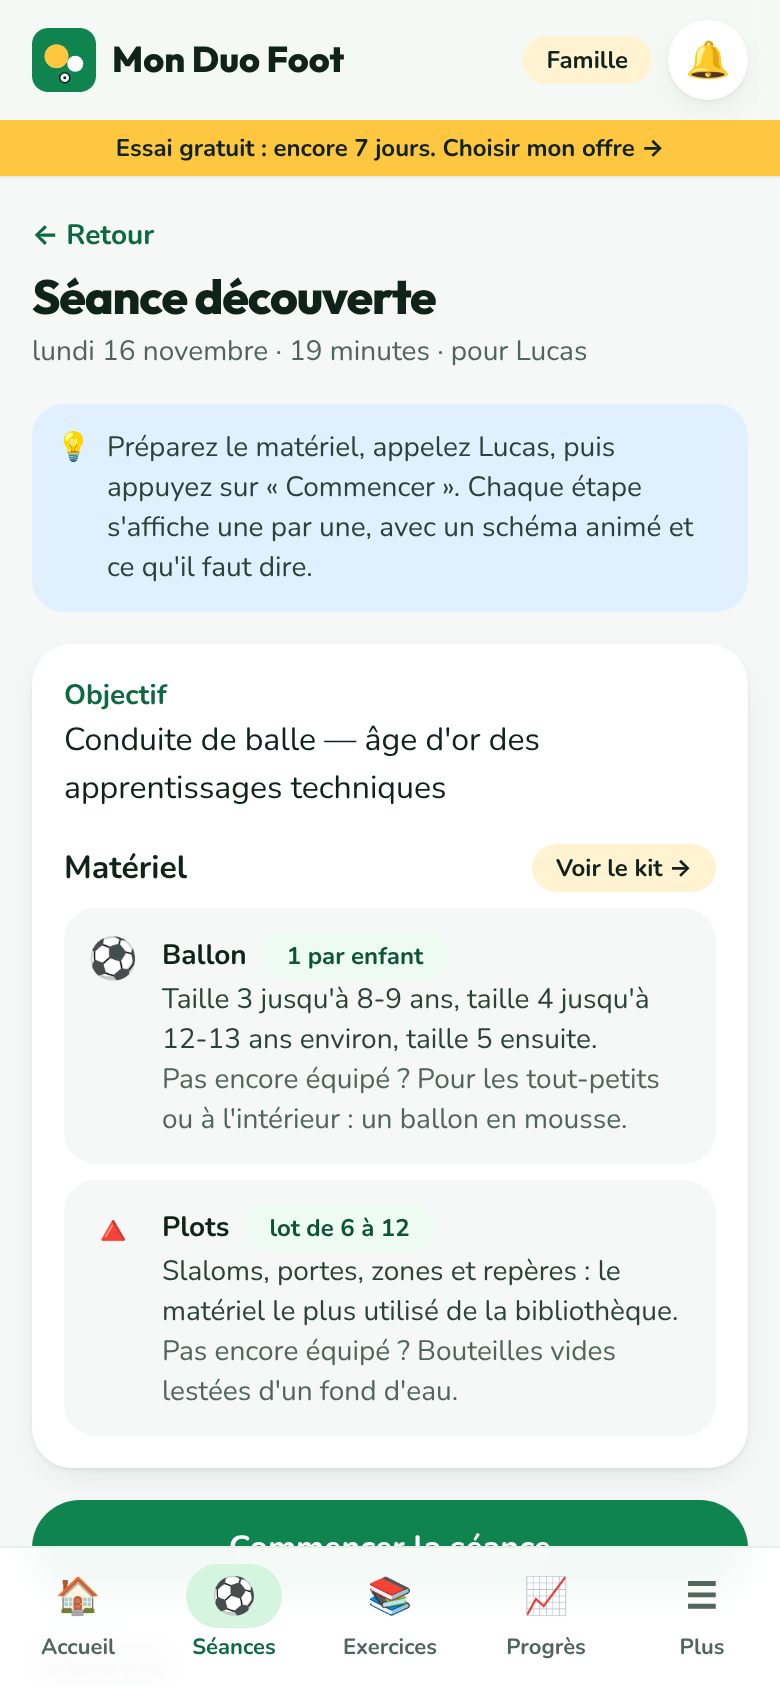 Mon Duo Foot
Famille
Essai gratuit : encore 7 jours. Choisir mon offre →
← Retour
Séance découverte
lundi 16 novembre · 19 minutes · pour Lucas
Préparez le matériel, appelez Lucas, puis
appuyez sur « Commencer ». Chaque étape
s'affiche une par une, avec un schéma animé et
ce qu'il faut dire.
Objectif
Conduite de balle — âge d'or des
apprentissages techniques
Matériel
Voir le kit →
Ballon
1 par enfant
Taille 3 jusqu'à 8-9 ans, taille 4 jusqu'à
12-13 ans environ, taille 5 ensuite.
Pas encore équipé ? Pour les tout-petits
ou à l'intérieur : un ballon en mousse.
Plots
lot de 6 à 12
Slaloms, portes, zones et repères : le
matériel le plus utilisé de la bibliothèque.
Pas encore équipé ? Bouteilles vides
lestées d'un fond d'eau.
Commencer la séance
Accueil
Séances
Exercices
Progrès
Plus